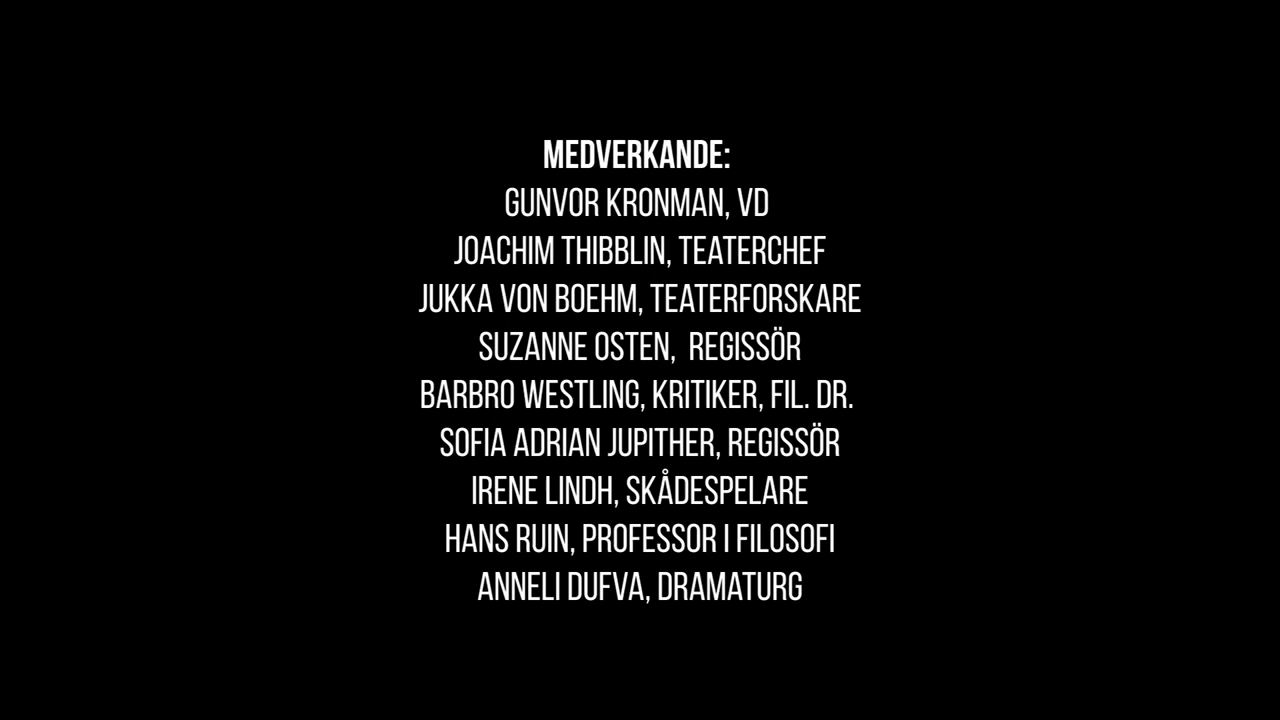 MEDVERKANDE:
GUNVOR KRONMAN, VD
JOACHIM THIBBLIN, TEATERCHEF
JUKKA VON BOEHM, TEATERFORSKARE
SUZANNE OSTEN, REGISSÖR
BARBRO WESTLING, KRITIKER, FIL. DR.
SOFIA ADRIAN JUPITHER, REGISSÖR
IRENE LINDH, SKÅDESPELARE
HANS RUIN, PROFESSOR I FILOSOFI
ANNELI DUFVA, DRAMATURG